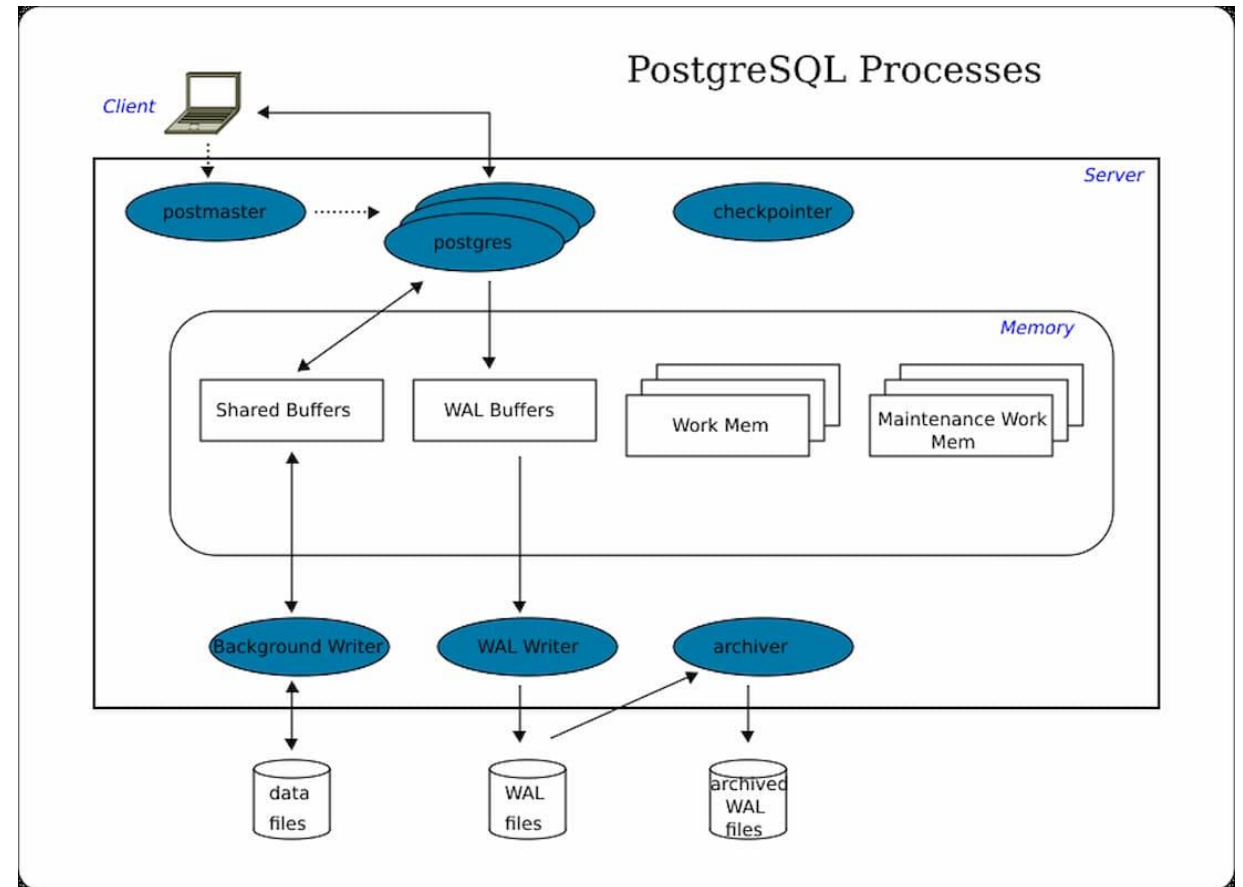 PostgreSQL Processes
Client
Server
postmaster
checkpointer
postgres
Memory
Shared Buffers
WAL Buffers
Work Mem
Maintenance Work
Mem
Background Writer
WAL Writer
archiver
data
files
WAL
files
archived
WAL
files